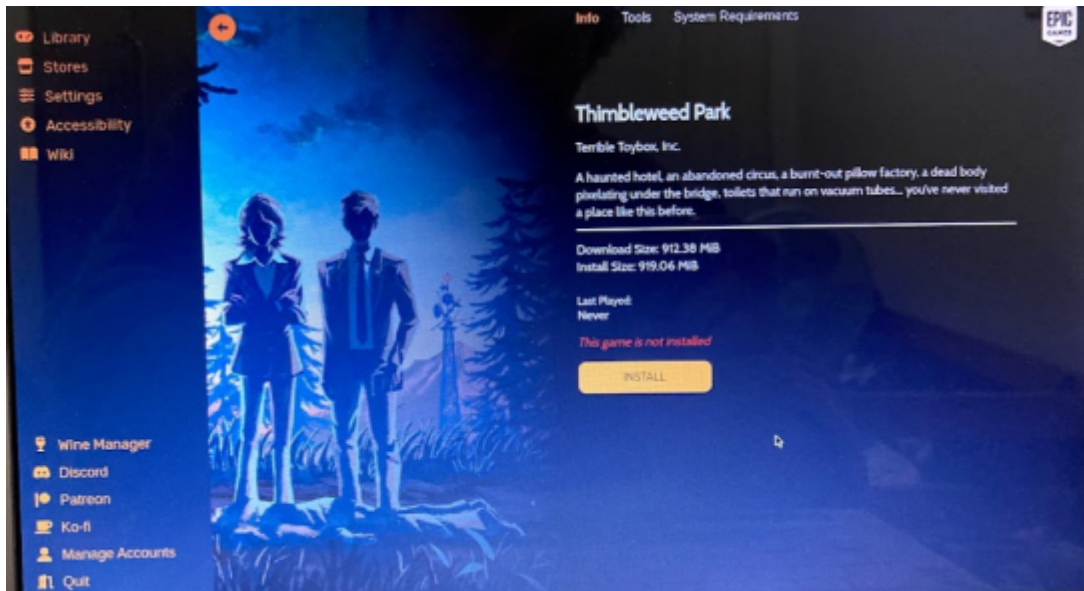 Library
Stores
Settings
Accessibility
Wiki
Wine Manager
Discord
Patreon
Ko-fi
Manage Accounts
Quit
Info Tools System Requirements
EPIC
GAMES
Thimbleweed Park
Terrible Toybox, Inc.
A haunted hotel, an abandoned circus, a burnt-out pillow factory, a dead body
pixelating under the bridge, toilets that run on vacuum tubes... you've never visited
a place like this before.
Download Size: 912.38 MiB
Install Size: 919.06 MiB
Last Played:
Never
This game is not installed
INSTALL